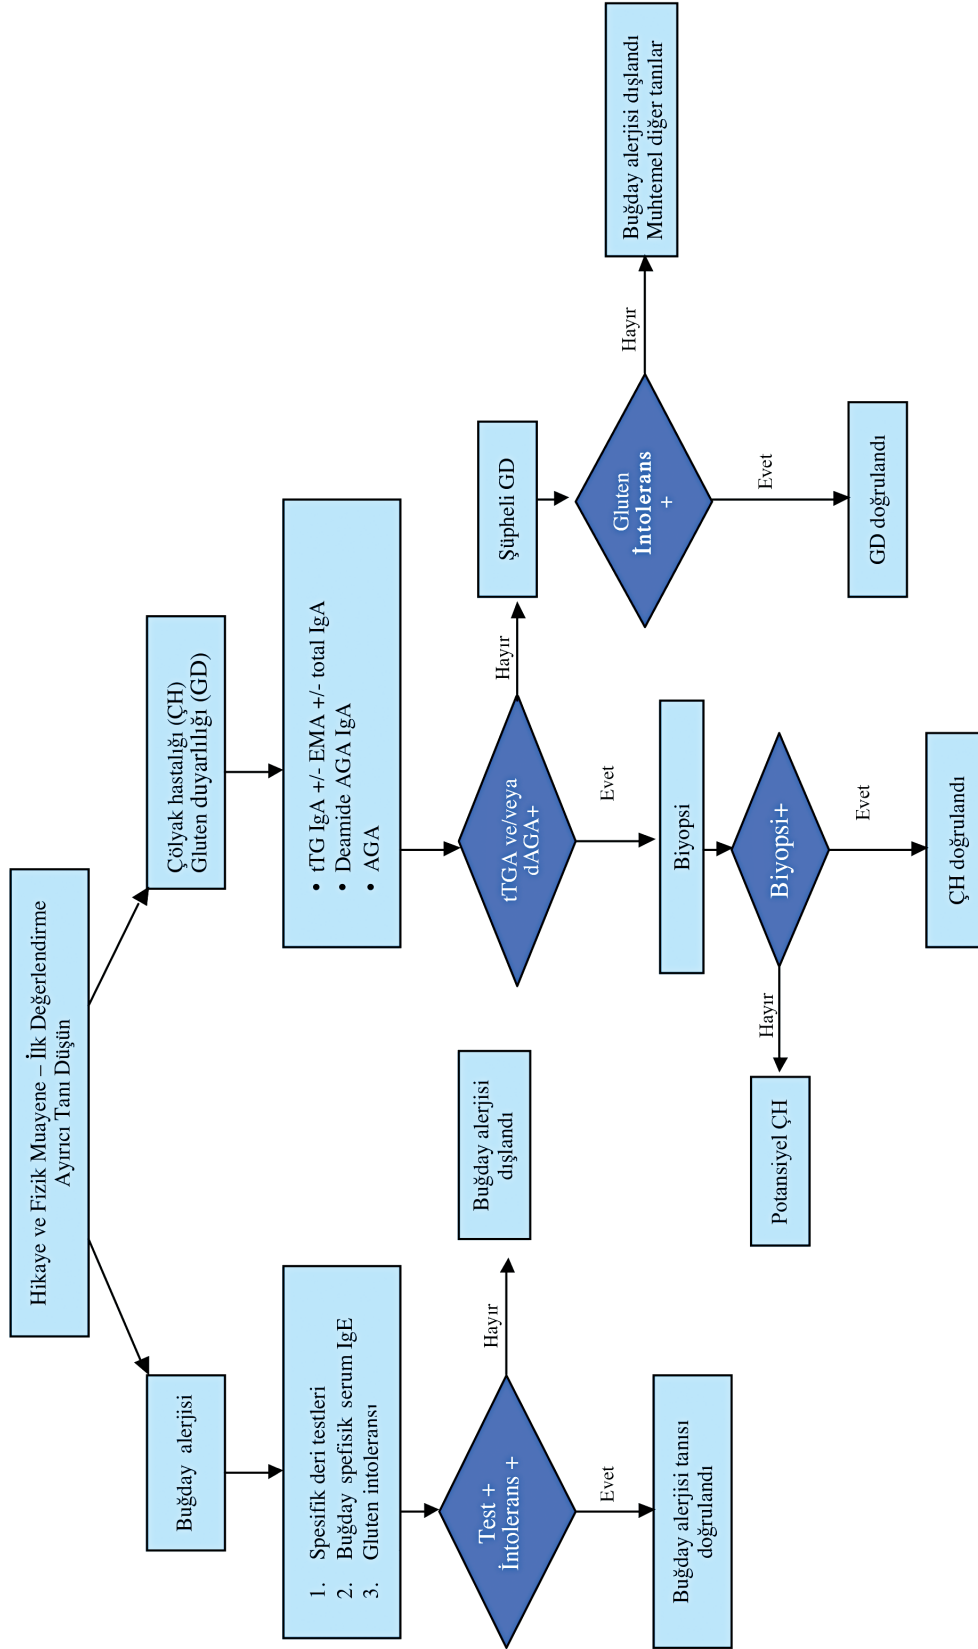 Hikaye ve Fizik Muayene – İlk Değerlendirme
Ayırıcı Tanı Düşün
Buğday alerjisi
1. Spesifik deri testleri
2. Buğday spefisik serum IgE
3. Gluten intoleransı
Test +
İntolerans +
Hayır
Buğday alerjisi
dışlandı
Evet
Buğday alerjisi tanısı
doğrulandı
Çölyak hastalığı (ÇH)
Gluten duyarlılığı (GD)
• tTG IgA +/- EMA +/- total IgA
• Deamide AGA IgA
• AGA
tTGA ve/veya
dAGA+
Hayır
Şüpheli GD
Gluten
İntolerans
+
Hayır
Buğday alerjisi dışlandı
Muhtemel diğer tanılar
Evet
GD doğrulandı
Evet
Biyopsi
Biyopsi+
Hayır
Potansiyel ÇH
Evet
ÇH doğrulandı